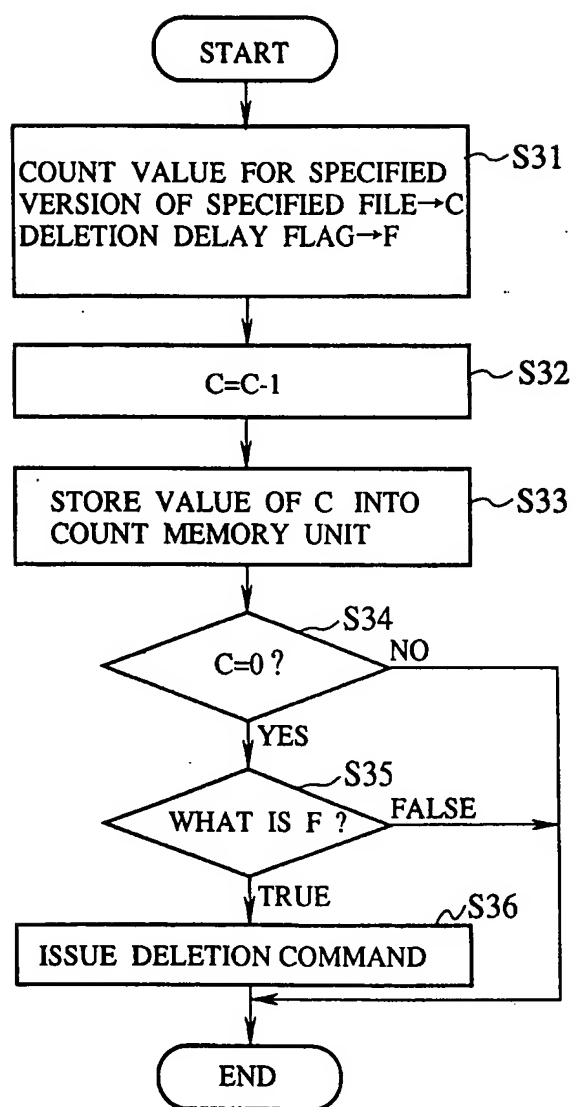 START
COUNT VALUE FOR SPECIFIED
VERSION OF SPECIFIED FILE→C
DELETION DELAY FLAG→F
S31
C=C-1
S32
STORE VALUE OF C INTO
COUNT MEMORY UNIT
S33
S34
C=0 ?
NO
YES
S35
WHAT IS F ?
FALSE
TRUE
S36
ISSUE DELETION COMMAND
END